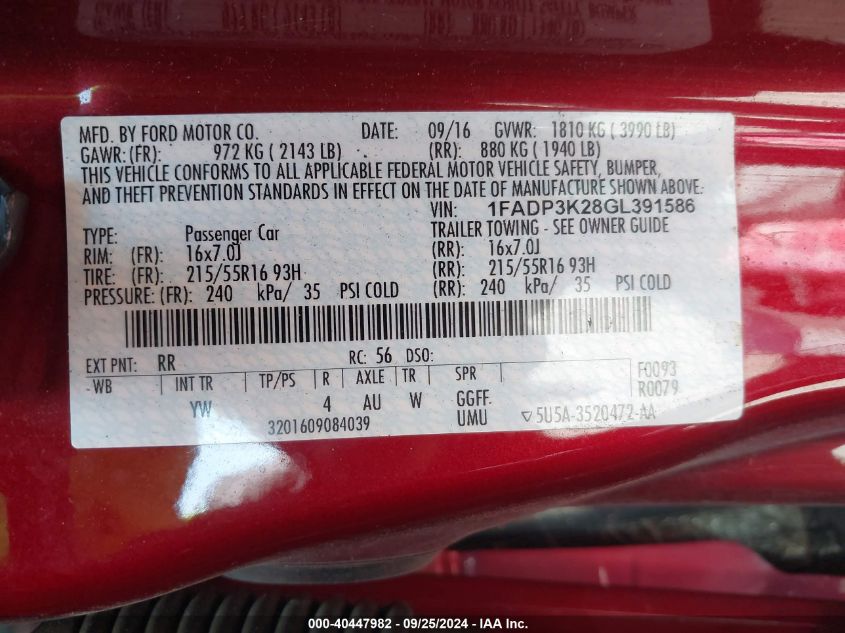 MFD. BY FORD MOTOR CO. DATE: 09/16 GVWR: 1810 KG ( 3990 LB)
GAWR:(FR): 972 KG ( 2143 LB) (RR): 880 KG ( 1940 LB)
THIS VEHICLE CONFORMS TO ALL APPLICABLE FEDERAL MOTOR VEHICLE SAFETY, BUMPER,
AND THEFT PREVENTION STANDARDS IN EFFECT ON THE DATE OF MANUFACTURE SHOWN ABOVE.
VIN: 1FADP3K28GL391586
TYPE: Passenger Car TRAILER TOWING - SEE OWNER GUIDE
RIM: (FR): 16x7.0J (RR): 16x7.0J
TIRE: (FR): 215/55R16 93H (RR): 215/55R16 93H
PRESSURE: (FR): 240 kPa/ 35 PSI COLD (RR): 240 kPa/ 35 PSI COLD
EXT PNT: RR RC: 56 DSO:
WB INT TR TP/PS R AXLE TR SPR F0093
R0079
YW 4 AU W GGFF.
3201609084039 UMU 5U5A-3520472-AA
000-40447982 - 09/25/2024 - IAA Inc.